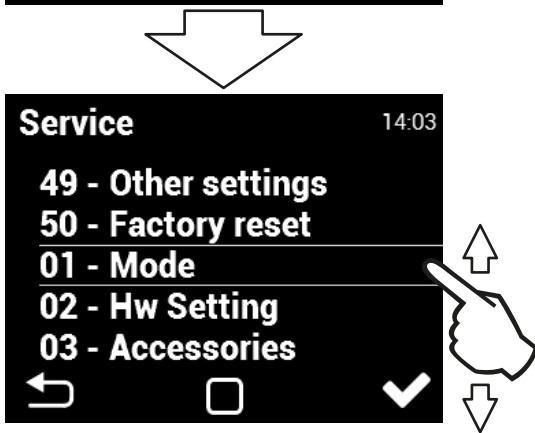 Service 14:03
49 - Other settings
50 - Factory reset
01 - Mode
02 - Hw Setting
03 - Accessories